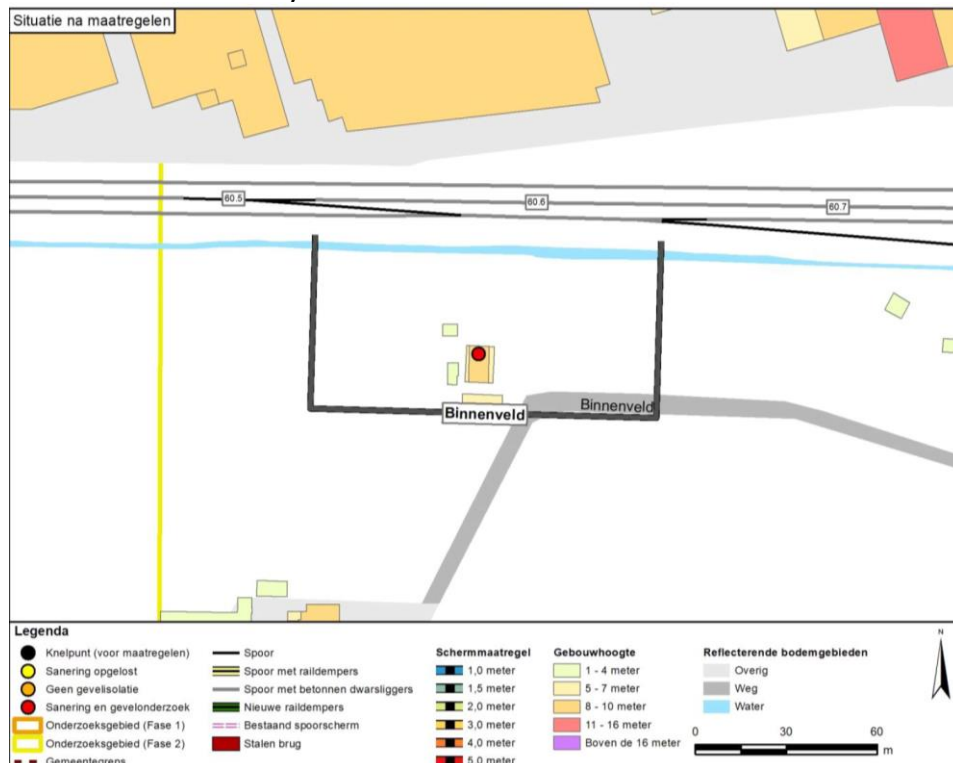 Situatie na maatregelen
60.5
60.6
60.7
Binnenveld
Binnenveld
Legenda
Knelpunt (voor maatregelen)
Sanering opgelost
Geen gevelisolatie
Sanering en gevelonderzoek
Onderzoeksgebied (Fase 1)
Onderzoeksgebied (Fase 2)
Gemeentegrens
Spoor
Spoor met raildempers
Spoor met betonnen dwarsliggers
Nieuwe raildempers
Bestaand spoorscherm
Stalen brug
Schermmaatregel
1,0 meter
1,5 meter
2,0 meter
3,0 meter
4,0 meter
5,0 meter
Gebouwhoogte
1 - 4 meter
5 - 7 meter
8 - 10 meter
11 - 16 meter
Boven de 16 meter
Reflecterende bodemgebieden
Overig
Weg
Water
N
0 30 60
m